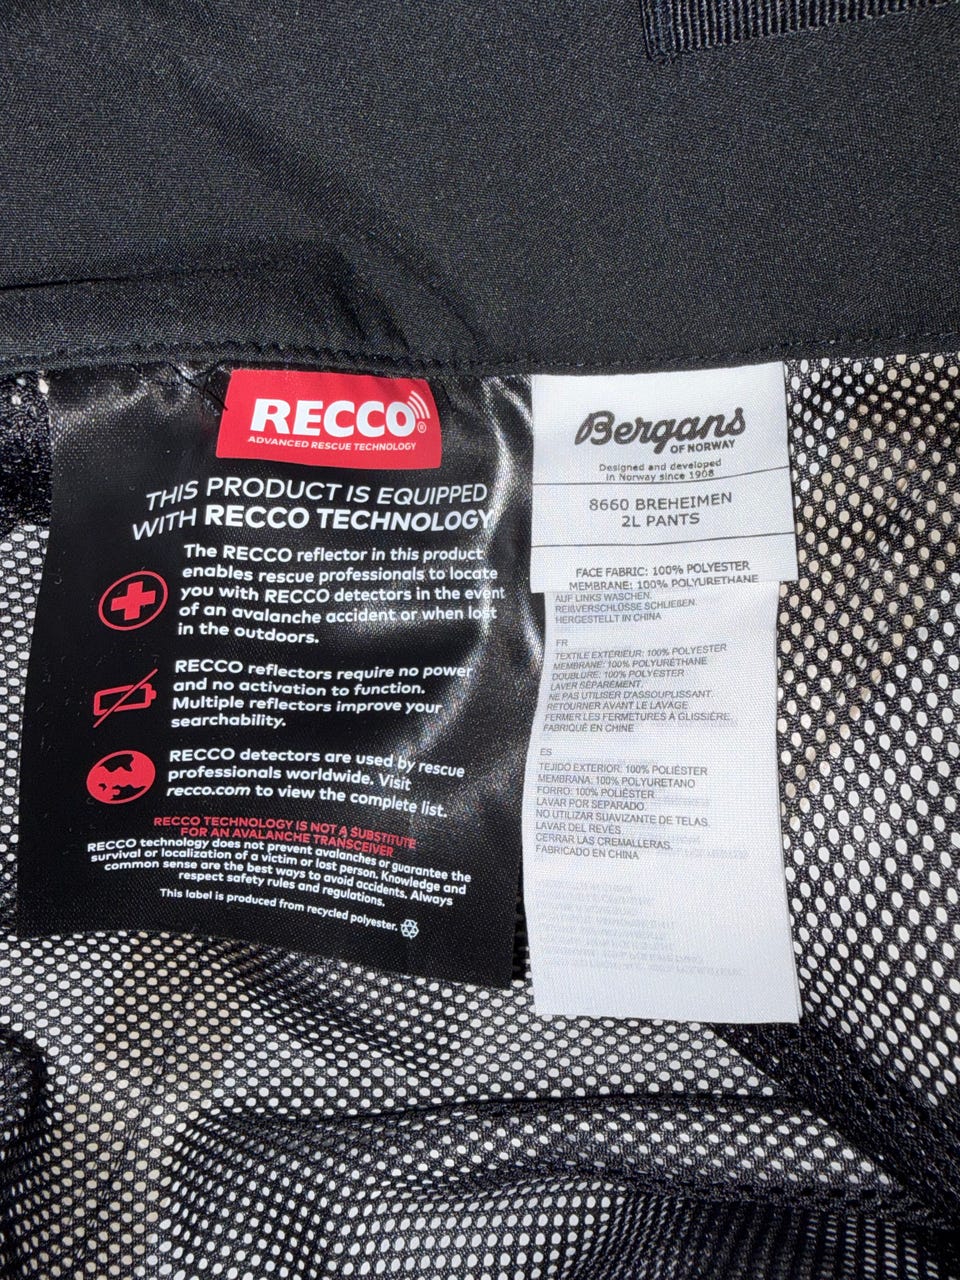 RECCO®
ADVANCED RESCUE TECHNOLOGY
THIS PRODUCT IS EQUIPPED
WITH RECCO TECHNOLOGY
The RECCO reflector in this product
enables rescue professionals to locate
you with RECCO detectors in the event
of an avalanche accident or when lost
in the outdoors.
RECCO reflectors require no power
and no activation to function.
Multiple reflectors improve your
searchability.
RECCO detectors are used by rescue
professionals worldwide. Visit
recco.com to view the complete list.
RECCO TECHNOLOGY IS NOT A SUBSTITUTE
FOR AN AVALANCHE TRANSCEIVER
RECCO technology does not prevent avalanches or guarantee the
survival or localization of a victim or lost person. Knowledge and
common sense are the best ways to avoid accidents. Always
respect safety rules and regulations.
This label is produced from recycled polyester.
Bergans
OF NORWAY
Designed and developed
in Norway since 1908
8660 BREHEIMEN
2L PANTS
FACE FABRIC: 100% POLYESTER
MEMBRANE: 100% POLYURETHANE
AUF LINKS WASCHEN.
REIßVERSCHLÜSSE SCHLIEßEN.
HERGESTELLT IN CHINA
FR
TEXTILE EXTÉRIEUR: 100% POLYESTER
MEMBRANE: 100% POLYURÉTHANE
DOUBLURE: 100% POLYESTER
LAVER SÉPARÉMENT.
NE PAS UTILISER D'ASSOUPLISSANT.
RETOURNER AVANT LE LAVAGE
FERMER LES FERMETURES À GLISSIÈRE.
FABRIQUÉ EN CHINE
ES
TEJIDO EXTERIOR: 100% POLIÉSTER
MEMBRANA: 100% POLYURETANO
FORRO: 100% POLIÉSTER
LAVAR POR SEPARADO.
NO UTILIZAR SUAVIZANTE DE TELAS.
LAVAR DEL REVÉS
CERRAR LAS CREMALLERAS.
FABRICADO EN CHINA